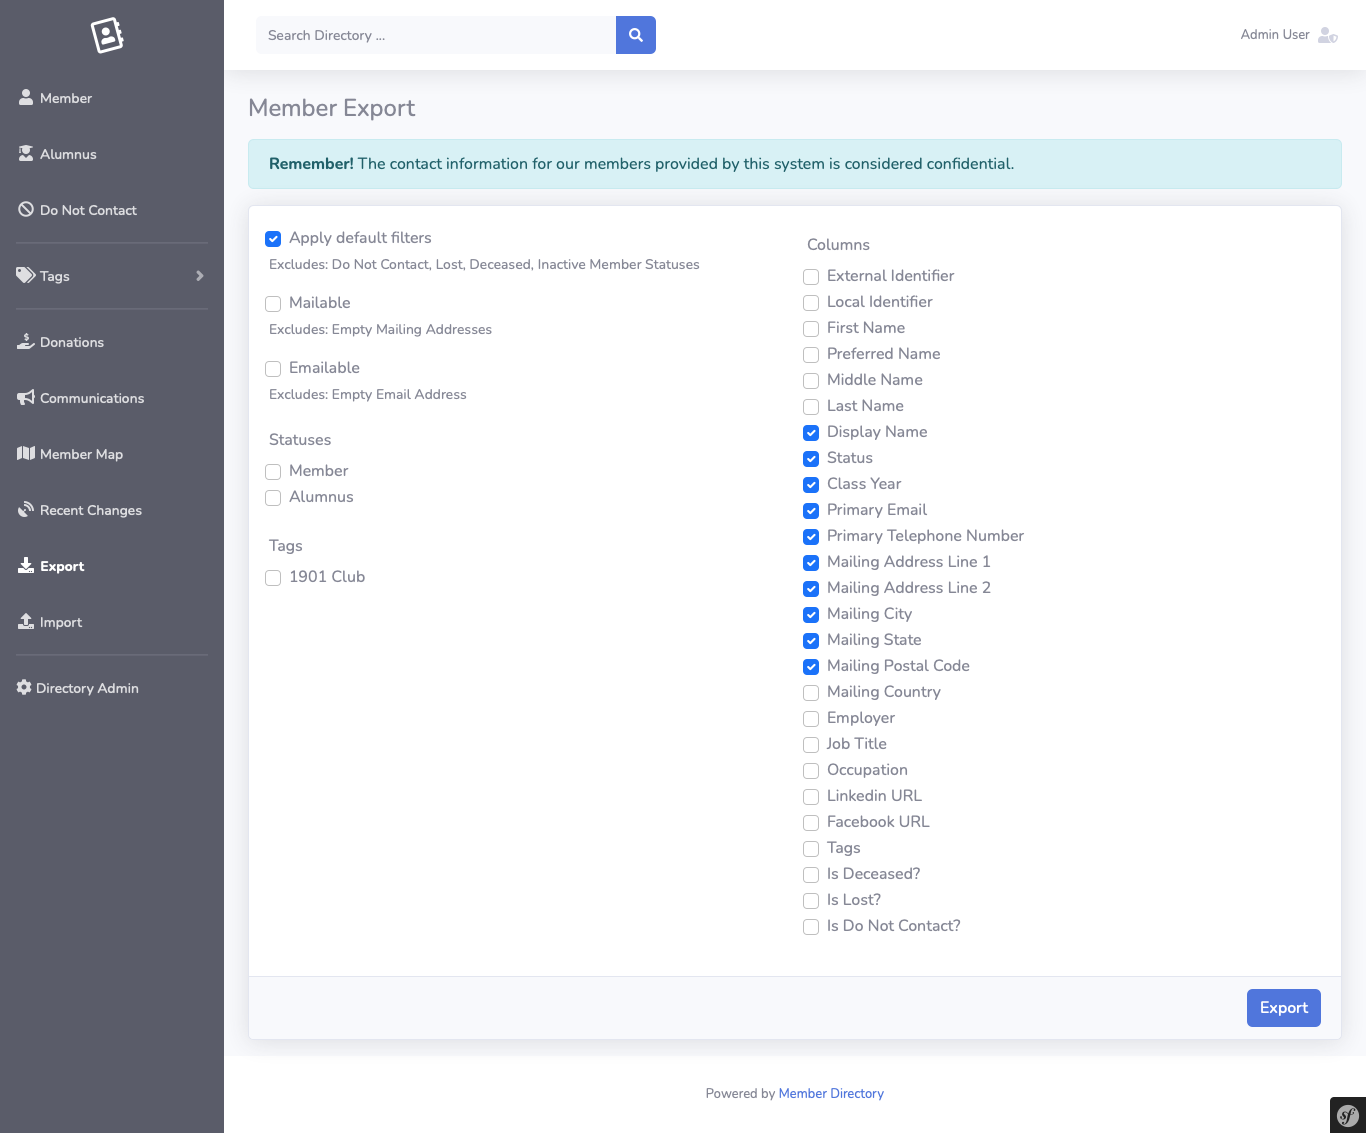 Search Directory ...
Admin User
Member
Alumnus
Do Not Contact
Tags
Donations
Communications
Member Map
Recent Changes
Export
Import
Directory Admin
Member Export
Remember! The contact information for our members provided by this system is considered confidential.
Apply default filters
Excludes: Do Not Contact, Lost, Deceased, Inactive Member Statuses
Mailable
Excludes: Empty Mailing Addresses
Emailable
Excludes: Empty Email Address
Statuses
Member
Alumnus
Tags
1901 Club
Columns
External Identifier
Local Identifier
First Name
Preferred Name
Middle Name
Last Name
Display Name
Status
Class Year
Primary Email
Primary Telephone Number
Mailing Address Line 1
Mailing Address Line 2
Mailing City
Mailing State
Mailing Postal Code
Mailing Country
Employer
Job Title
Occupation
Linkedin URL
Facebook URL
Tags
Is Deceased?
Is Lost?
Is Do Not Contact?
Export
Powered by Member Directory
sf